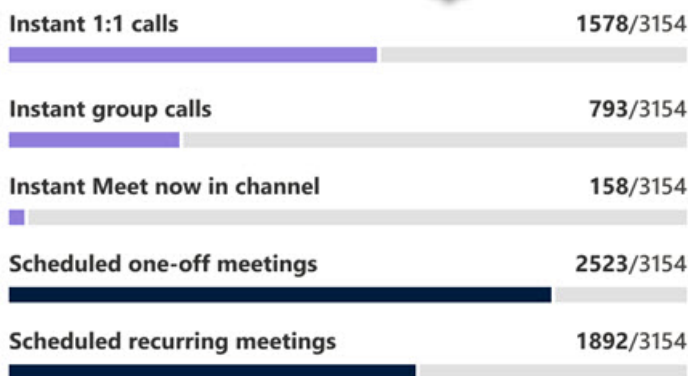 Instant 1:1 calls 1578/3154
Instant group calls 793/3154
Instant Meet now in channel 158/3154
Scheduled one-off meetings 2523/3154
Scheduled recurring meetings 1892/3154